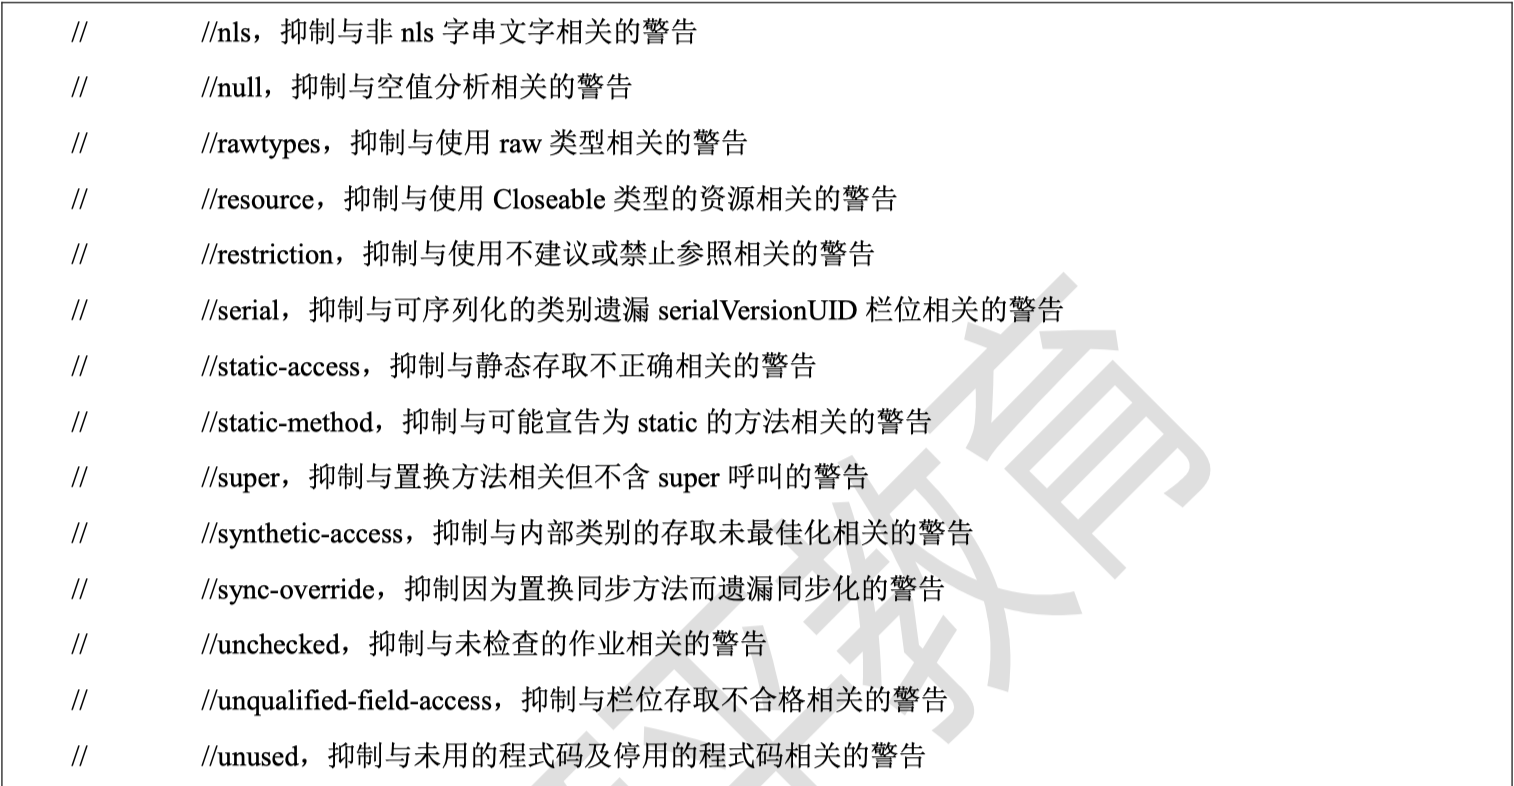 // //nls，抑制与非 nls 字串文字相关的警告
// //null，抑制与空值分析相关的警告
// //rawtypes，抑制与使用 raw 类型相关的警告
// //resource，抑制与使用 Closeable 类型的资源相关的警告
// //restriction，抑制与使用不建议或禁止参照相关的警告
// //serial，抑制与可序列化的类别遗漏 serialVersionUID 栏位相关的警告
// //static-access，抑制与静态存取不正确相关的警告
// //static-method，抑制与可能宣告为 static 的方法相关的警告
// //super，抑制与置换方法相关但不含 super 呼叫的警告
// //synthetic-access，抑制与内部类别的存取未最佳化相关的警告
// //sync-override，抑制因为置换同步方法而遗漏同步化的警告
// //unchecked，抑制与未检查的作业相关的警告
// //unqualified-field-access，抑制与栏位存取不合格相关的警告
// //unused，抑制与未用的程式码及停用的程式码相关的警告
教育